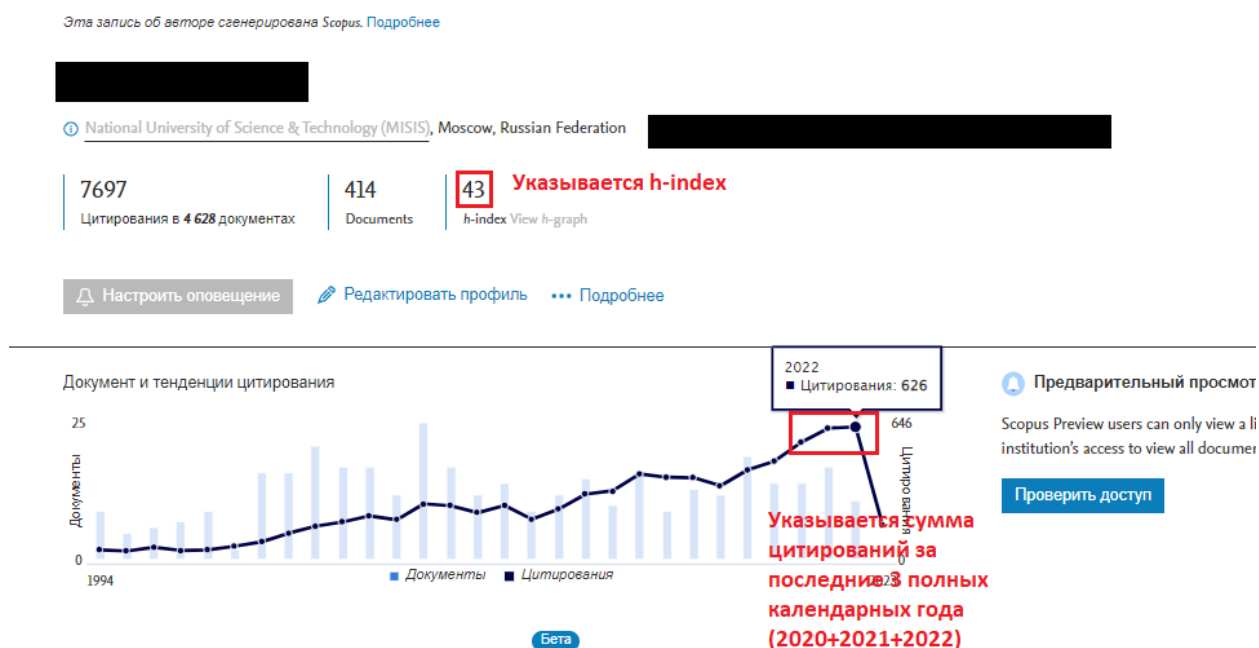 Эта запись об авторе сгенерирована Scopus. Подробнее
National University of Science & Technology (MISIS), Moscow, Russian Federation
7697
Цитирования в 4 628 документах
414
Documents
43
h-index View h-graph
Указывается h-index
Настроить оповещение
Редактировать профиль
••• Подробнее
Документ и тенденции цитирования
2022
Цитирования: 626
25
Документы
0
1994
646
Цитирования
0
Документы
Цитирования
Указывается сумма
цитирований за
последние 3 полных
календарных года
(2020+2021+2022)
Бета
Предварительный просмот
Scopus Preview users can only view a li
institution's access to view all documen
Проверить доступ